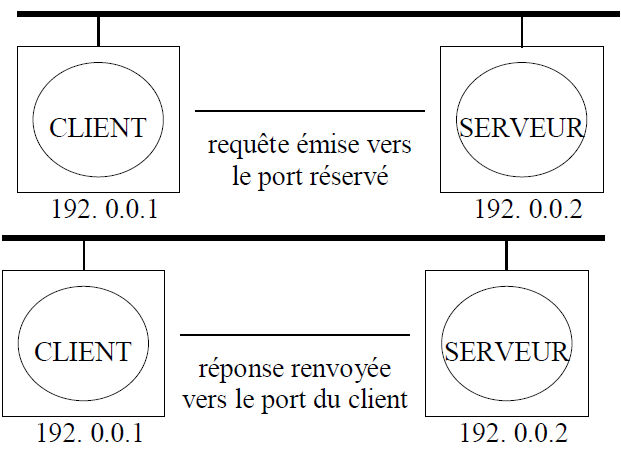 CLIENT
SERVEUR
requête émise vers
le port réservé
192. 0.0.1
192. 0.0.2
CLIENT
SERVEUR
réponse renvoyée
vers le port du client
192. 0.0.1
192. 0.0.2